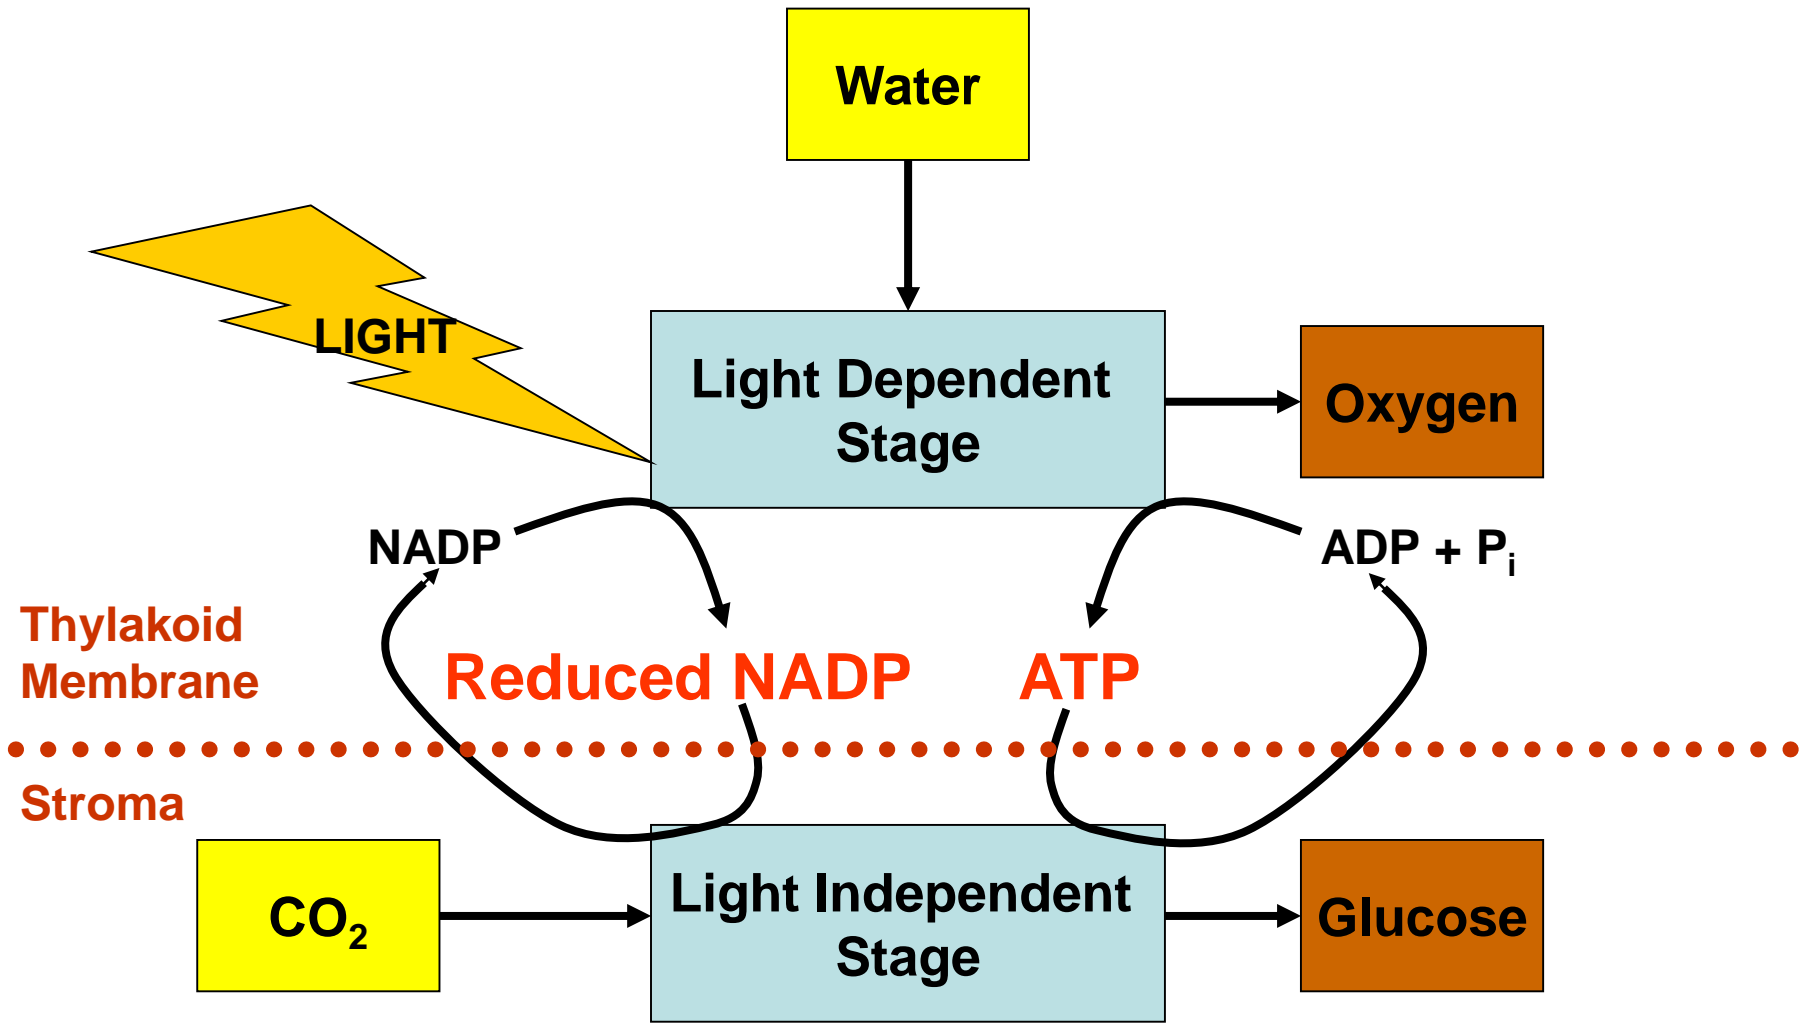 Water
LIGHT
Light Dependent
Stage
Oxygen
NADP
ADP + Pᵢ
Thylakoid
Membrane
Reduced NADP
ATP
Stroma
CO₂
Light Independent
Stage
Glucose